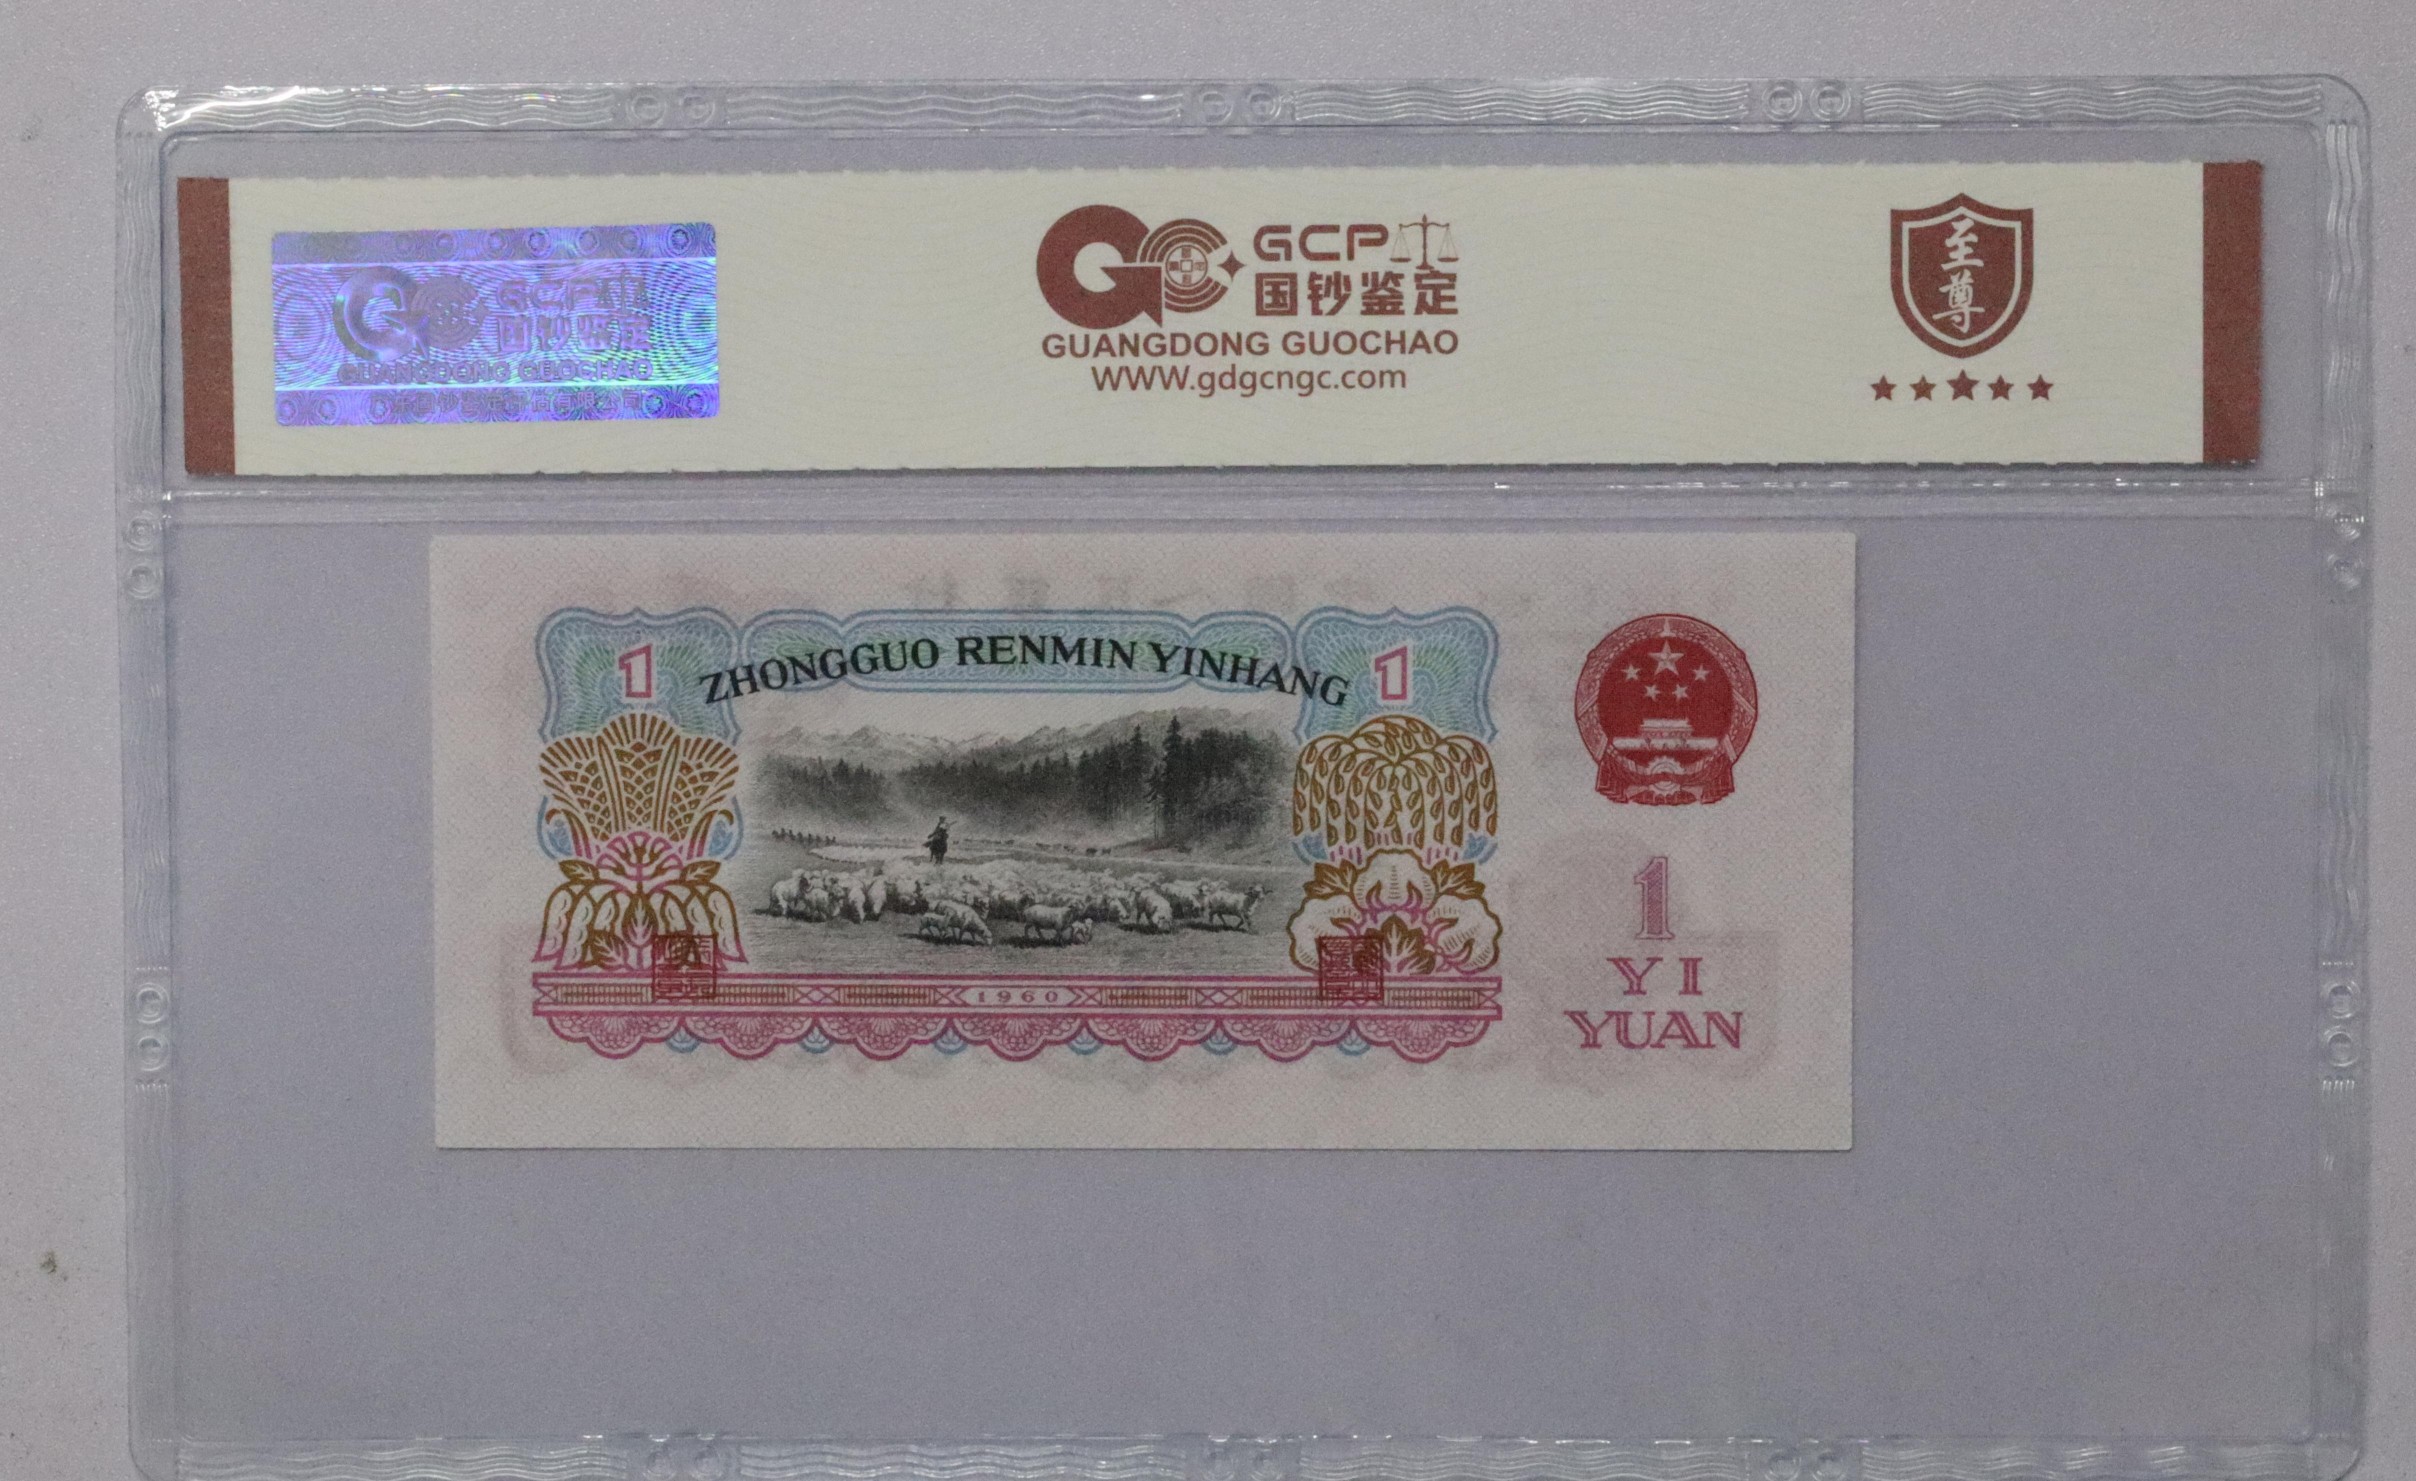 GCP
国钞鉴定
GUANGDONG GUOCHAO
GCP
国钞鉴定
GUANGDONG GUOCHAO
WWW.gdgcngc.com
至尊
1
ZHONGGUO RENMIN YINHANG
1
1960
1
YI
YUAN